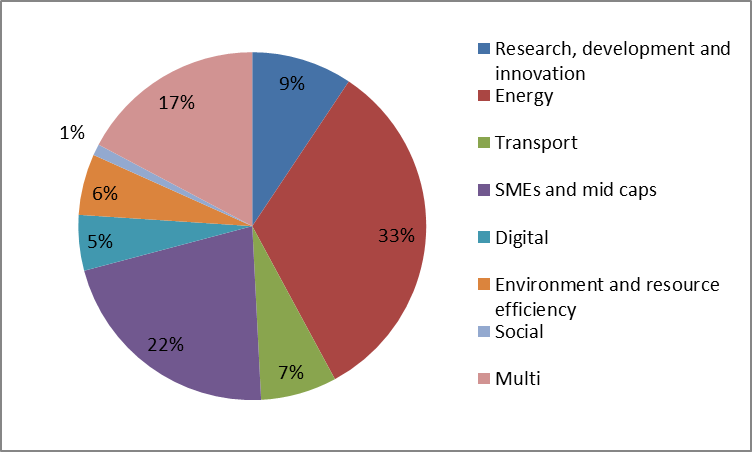 9%
33%
7%
22%
5%
6%
1%
17%
Research, development and
innovation
Energy
Transport
SMEs and mid caps
Digital
Environment and resource
efficiency
Social
Multi